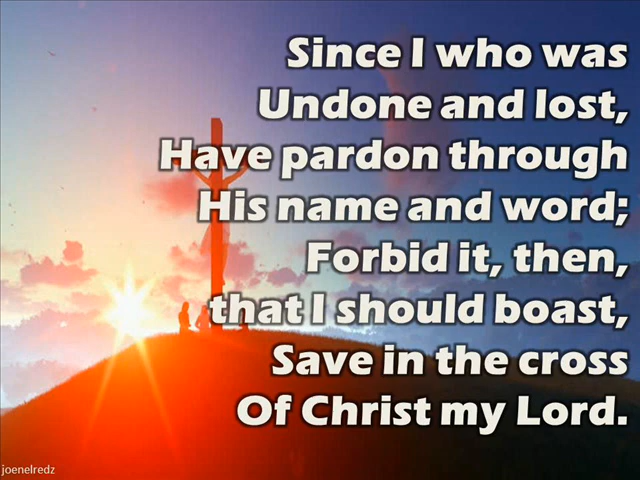 Since I who was
Undone and lost,
Have pardon through
His name and word;
Forbid it, then,
that I should boast,
Save in the cross
Of Christ my Lord.
joenelredz